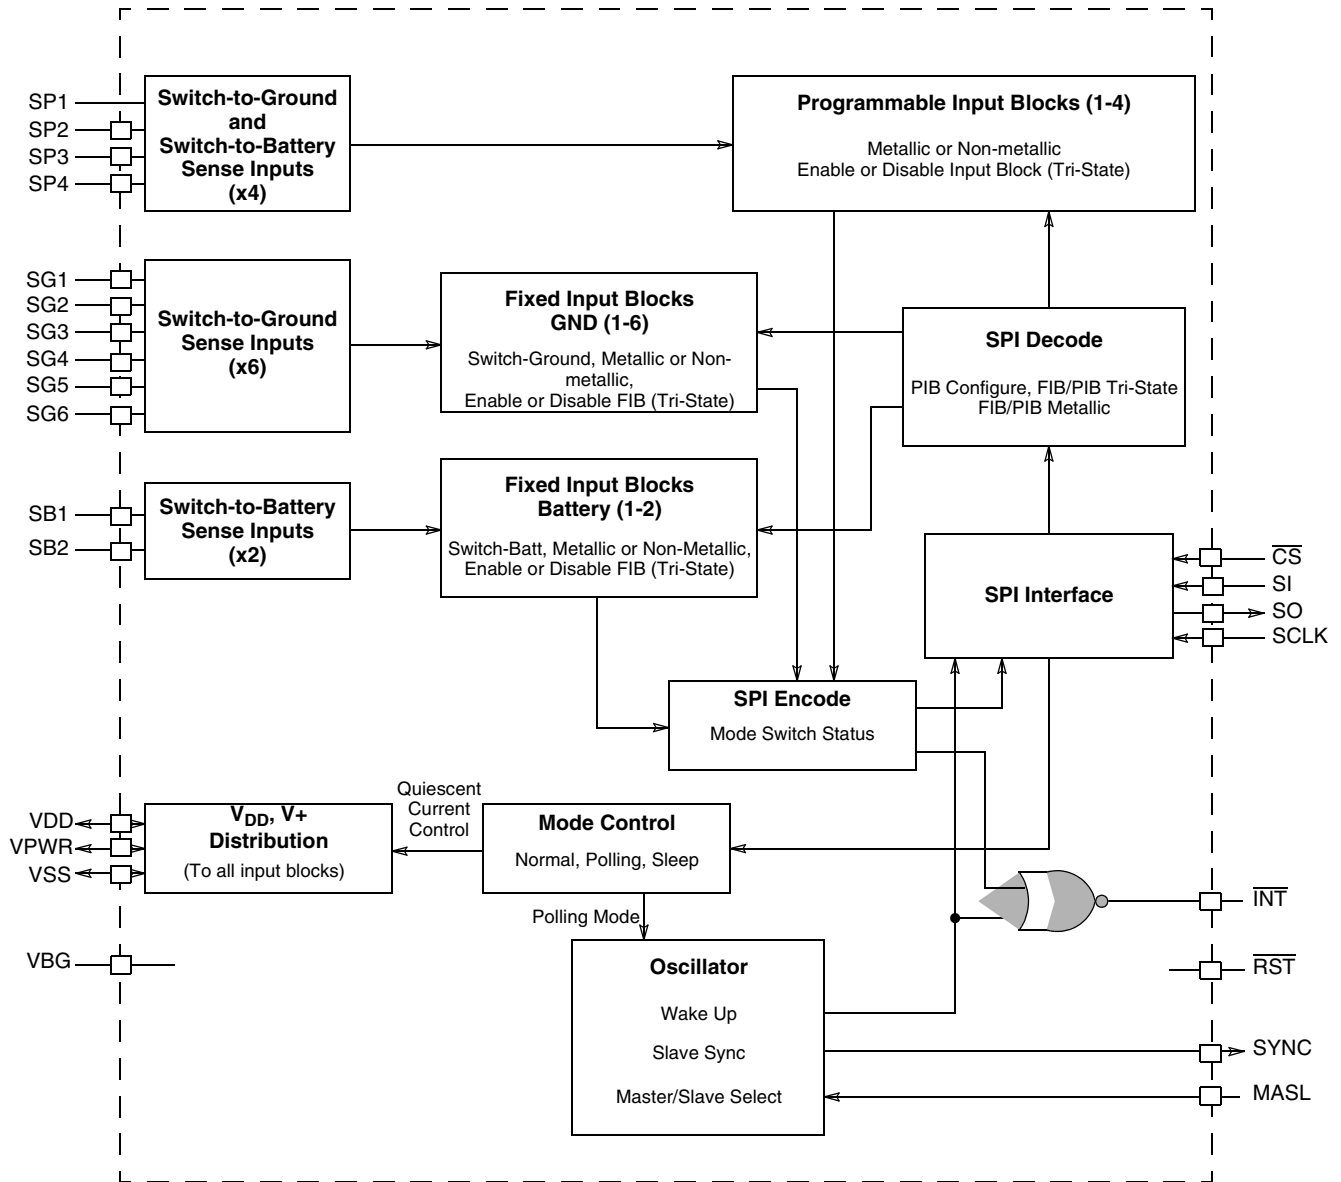 SP1
SP2
SP3
SP4
Switch-to-Ground
and
Switch-to-Battery
Sense Inputs
(x4)
Programmable Input Blocks (1-4)
Metallic or Non-metallic
Enable or Disable Input Block (Tri-State)
SG1
SG2
SG3
SG4
SG5
SG6
Switch-to-Ground
Sense Inputs
(x6)
Fixed Input Blocks
GND (1-6)
Switch-Ground, Metallic or Non-
metallic,
Enable or Disable FIB (Tri-State)
SPI Decode
PIB Configure, FIB/PIB Tri-State
FIB/PIB Metallic
SB1
SB2
Switch-to-Battery
Sense Inputs
(x2)
Fixed Input Blocks
Battery (1-2)
Switch-Batt, Metallic or Non-Metallic,
Enable or Disable FIB (Tri-State)
SPI Interface
C̅S̅
SI
SO
SCLK
SPI Encode
Mode Switch Status
VDD
VPWR
VSS
VDD, V+
Distribution
(To all input blocks)
Quiescent
Current
Control
Mode Control
Normal, Polling, Sleep
Polling Mode
I̅N̅T̅
VBG
R̅S̅T̅
Oscillator
Wake Up
Slave Sync
Master/Slave Select
SYNC
MASL